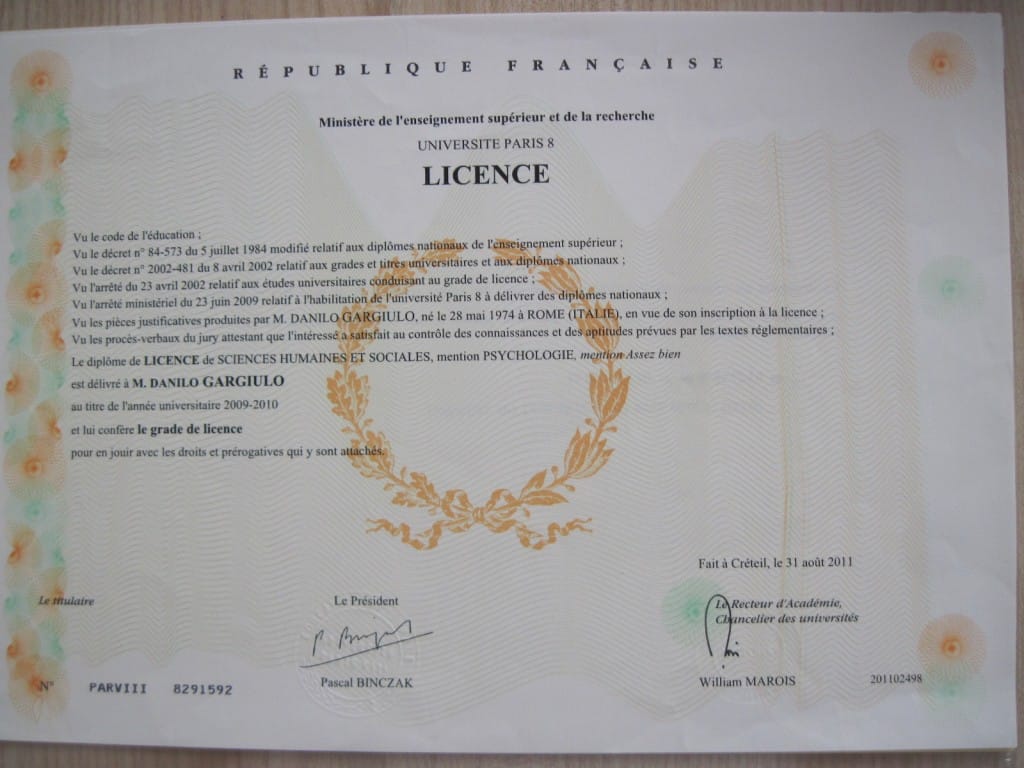 RÉPUBLIQUE FRANÇAISE
Ministère de l'enseignement supérieur et de la recherche
UNIVERSITE PARIS 8
LICENCE
Vu le code de l'éducation ;
Vu le décret n° 84-573 du 5 juillet 1984 modifié relatif aux diplômes nationaux de l'enseignement supérieur ;
Vu le décret n° 2002-481 du 8 avril 2002 relatif aux grades et titres universitaires et aux diplômes nationaux ;
Vu l'arrêté du 23 avril 2002 relatif aux études universitaires conduisant au grade de licence ;
Vu l'arrêté ministériel du 23 juin 2009 relatif à l'habilitation de l'université Paris 8 à délivrer des diplômes nationaux ;
Vu les pièces justificatives produites par M. DANILO GARGIULO, né le 28 mai 1974 à ROME (ITALIE), en vue de son inscription à la licence ;
Vu les procès-verbaux du jury attestant que l'intéressé a satisfait au contrôle des connaissances et des aptitudes prévues par les textes réglementaires ;
Le diplôme de LICENCE de SCIENCES HUMAINES ET SOCIALES, mention PSYCHOLOGIE, mention Assez bien
est délivré à M. DANILO GARGIULO
au titre de l'année universitaire 2009-2010
et lui confère le grade de licence
pour en jouir avec les droits et prérogatives qui y sont attachés.
Fait à Créteil, le 31 août 2011
Le titulaire
Le Président
Le Recteur d'Académie,
Chancelier des universités
P. Binczak
Pascal BINCZAK
William MAROIS
201102498
N° PARVIII 8291592